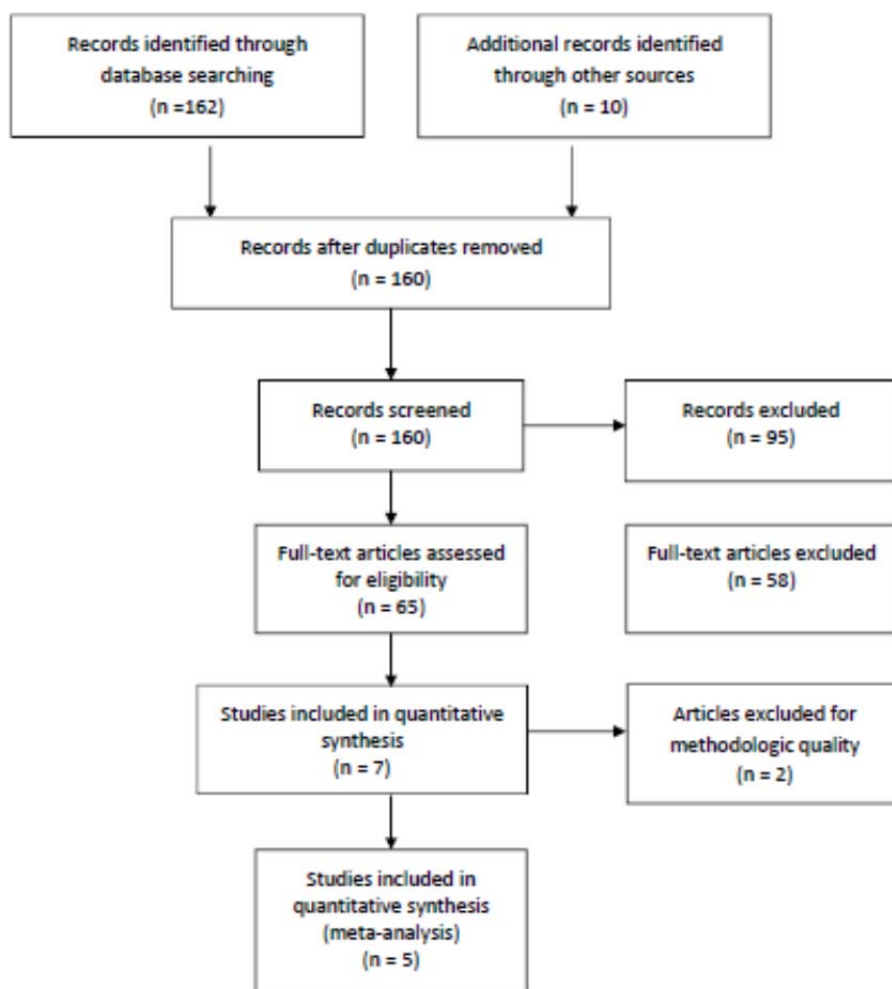 Records identified through
database searching
(n =162)
Additional records identified
through other sources
(n = 10)
Records after duplicates removed
(n = 160)
Records screened
(n = 160)
Records excluded
(n = 95)
Full-text articles assessed
for eligibility
(n = 65)
Full-text articles excluded
(n = 58)
Studies included in quantitative
synthesis
(n = 7)
Articles excluded for
methodologic quality
(n = 2)
Studies included in
quantitative synthesis
(meta-analysis)
(n = 5)